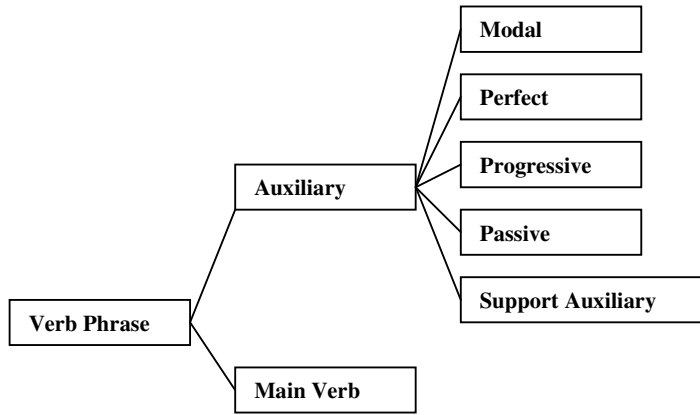 Modal
Perfect
Progressive
Auxiliary
Passive
Support Auxiliary
Verb Phrase
Main Verb